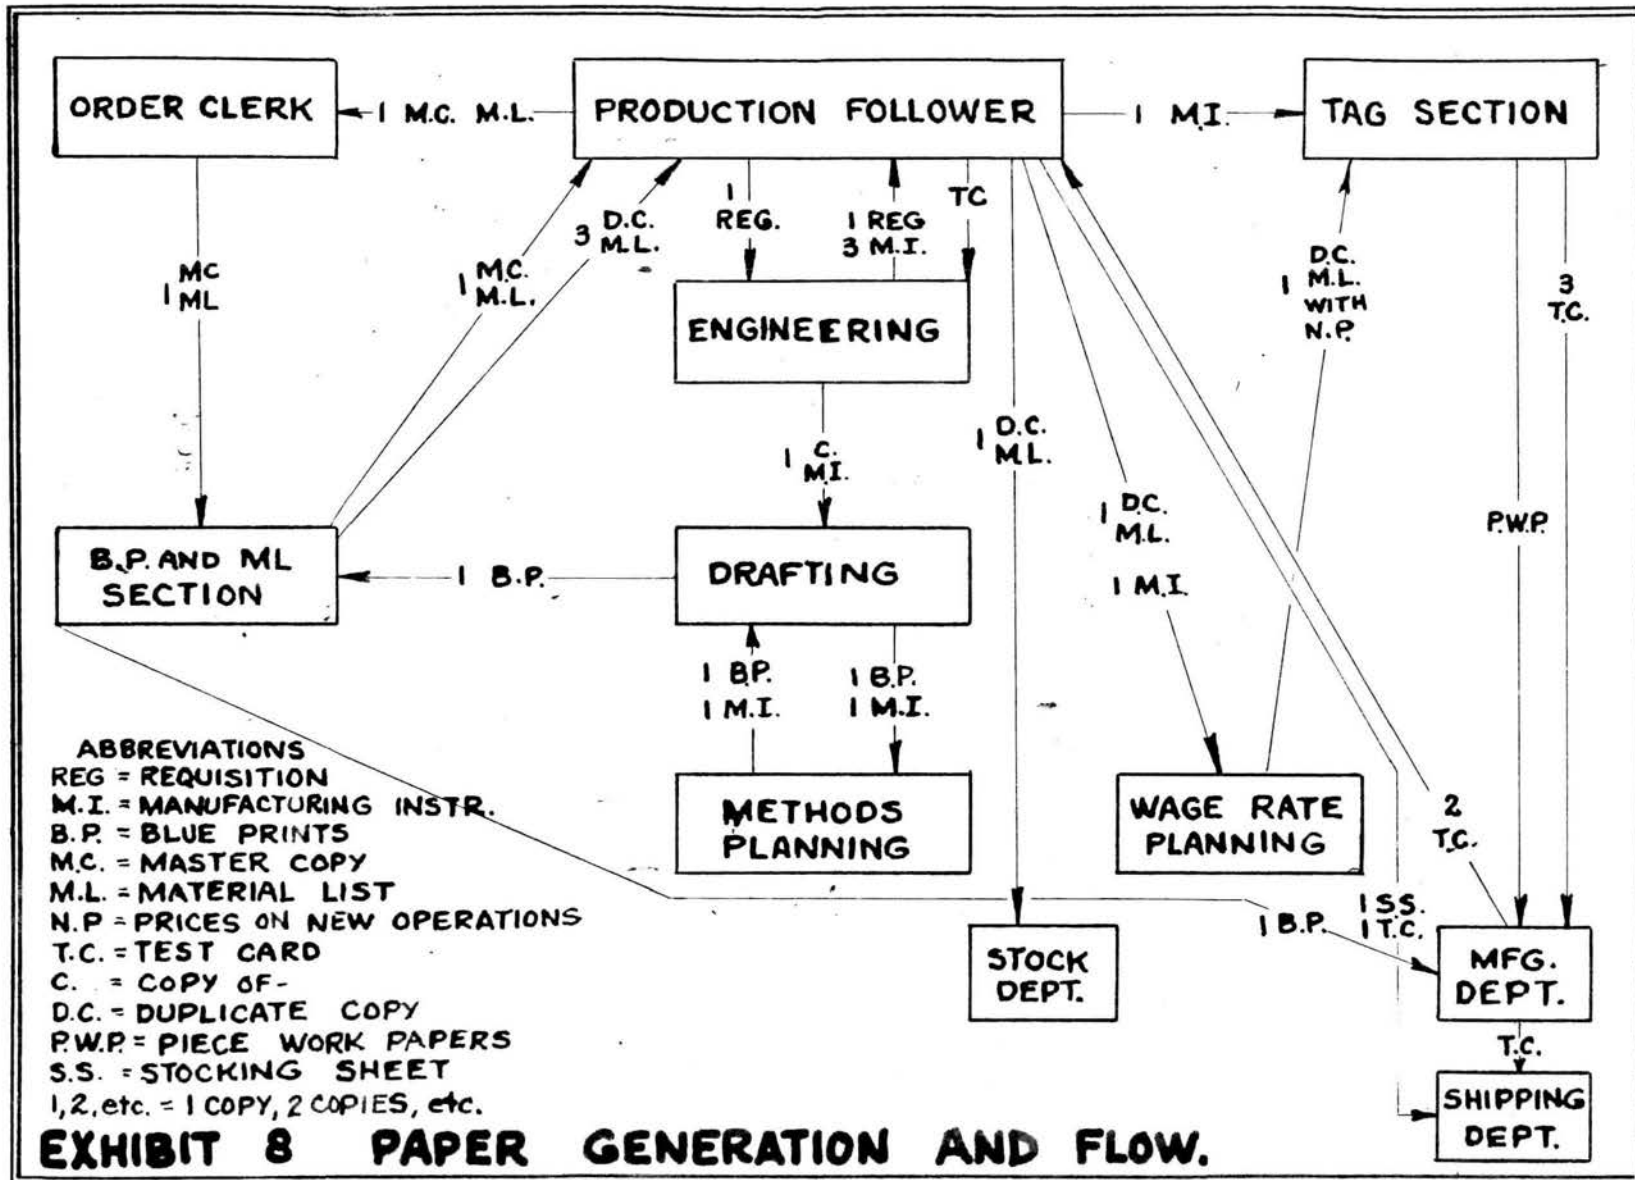 ORDER CLERK
1 M.C. M.L.
PRODUCTION FOLLOWER
1 M.I.
TAG SECTION
1 MC
ML
1 M.C.
M.L.
3 D.C.
M.L.
1
REG.
1 REG
3 M.I.
TC
ENGINEERING
1 D.C.
M.L.
WITH
N.P.
3
T.C.
1 C.
M.I.
1 D.C.
M.L.
1 D.C.
M.L.
1 M.I.
P.W.P.
B.P. AND ML
SECTION
1 B.P.
DRAFTING
1 B.P.
1 M.I.
1 B.P.
1 M.I.
METHODS
PLANNING
WAGE RATE
PLANNING
2
T.C.
1 B.P.
1 S.S.
1 T.C.
STOCK
DEPT.
MFG.
DEPT.
T.C.
SHIPPING
DEPT.
ABBREVIATIONS
REG = REQUISITION
M.I. = MANUFACTURING INSTR.
B.P. = BLUE PRINTS
M.C. = MASTER COPY
M.L. = MATERIAL LIST
N.P = PRICES ON NEW OPERATIONS
T.C. = TEST CARD
C. = COPY OF-
D.C. = DUPLICATE COPY
P.W.P. = PIECE WORK PAPERS
S.S. = STOCKING SHEET
1, 2, etc. = 1 COPY, 2 COPIES, etc.
EXHIBIT 8 PAPER GENERATION AND FLOW.